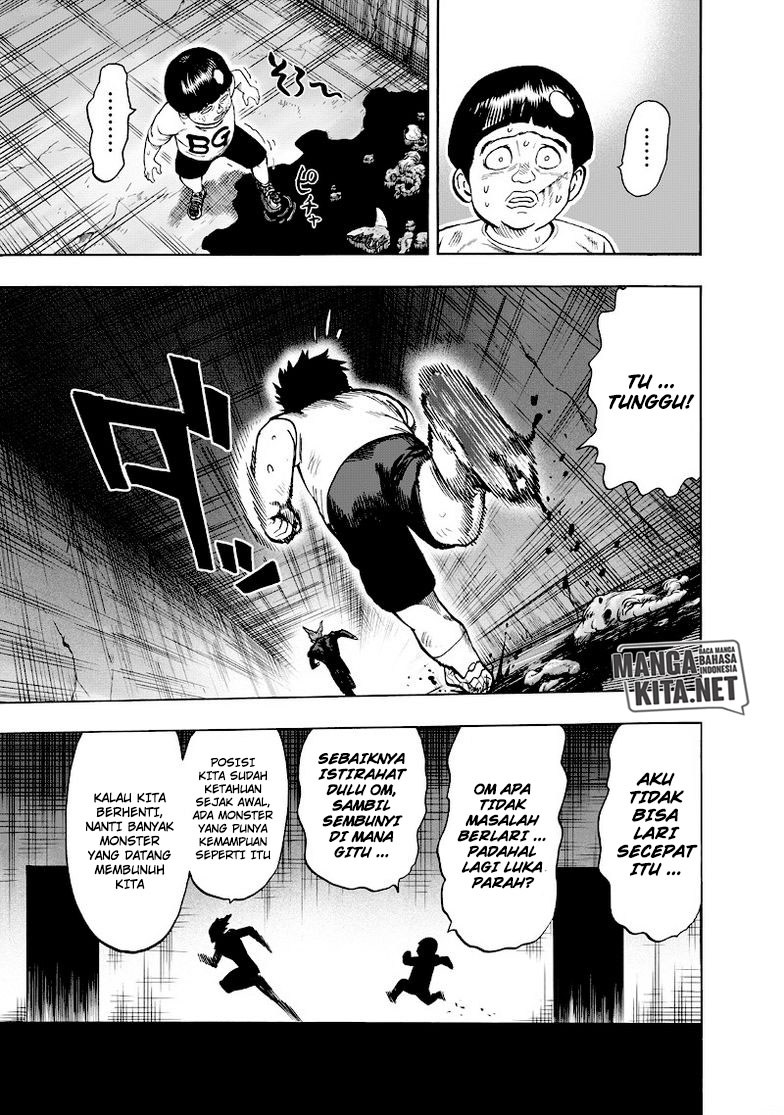 ......
......
BG
そろ〜
ピチャ
TU ...
TUNGGU!
ダッ
MANGA
KITA.NET
BACA MANGA
BAHASA
INDONESIA
AKU
TIDAK
BISA
LARI
SECEPAT
ITU ...
OM APA
TIDAK
MASALAH
BERLARI ...
PADAHAL
LAGI LUKA
PARAH?
SEBAIKNYA
ISTIRAHAT
DULU OM,
SAMBIL
SEMBUNYI
DI MANA
GITU ...
POSISI
KITA SUDAH
KETAHUAN
SEJAK AWAL,
ADA MONSTER
YANG PUNYA
KEMAMPUAN
SEPERTI ITU
KALAU KITA
BERHENTI,
NANTI BANYAK
MONSTER
YANG DATANG
MEMBUNUH
KITA